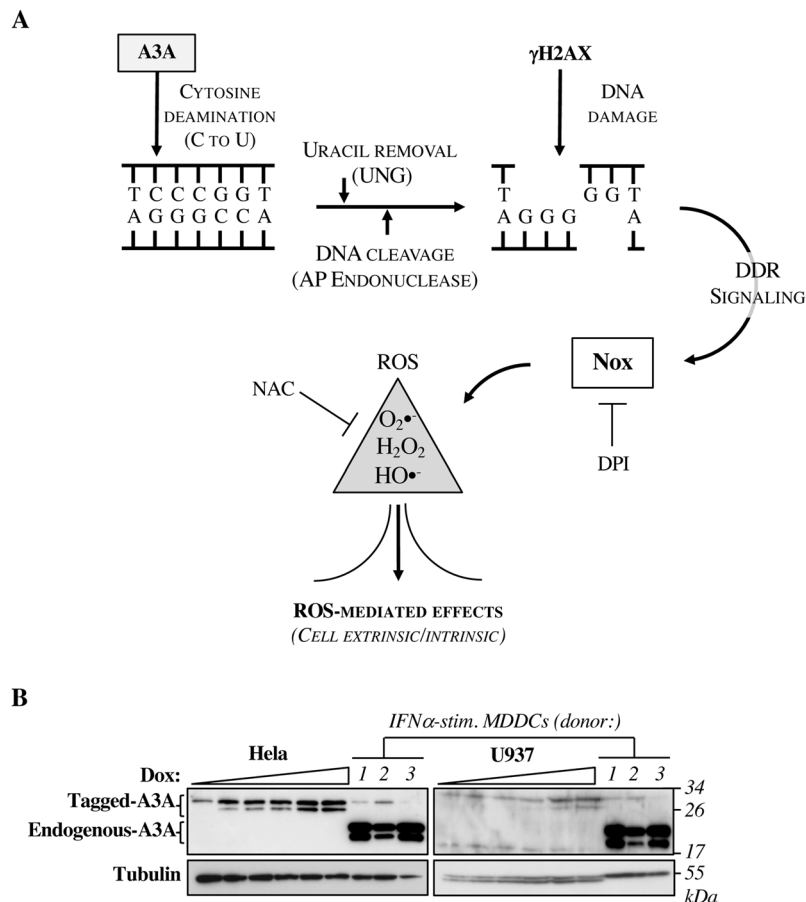 A
A3A
CYTOSINE
DEAMINATION
(C TO U)
γH2AX
DNA
DAMAGE
URACIL REMOVAL
(UNG)
T C C C G G T
A G G G C C A
DNA CLEAVAGE
(AP ENDONUCLEASE)
T G G T
A G G G A
DDR
SIGNALING
Nox
DPI
ROS
NAC
O₂•⁻
H₂O₂
HO•⁻
ROS-MEDIATED EFFECTS
(CELL EXTRINSIC/INTRINSIC)
B
IFNα-stim. MDDCs (donor:)
Hela U937
Dox: 1 2 3 1 2 3
Tagged-A3A
Endogenous-A3A
Tubulin
34
26
17
55
kDa